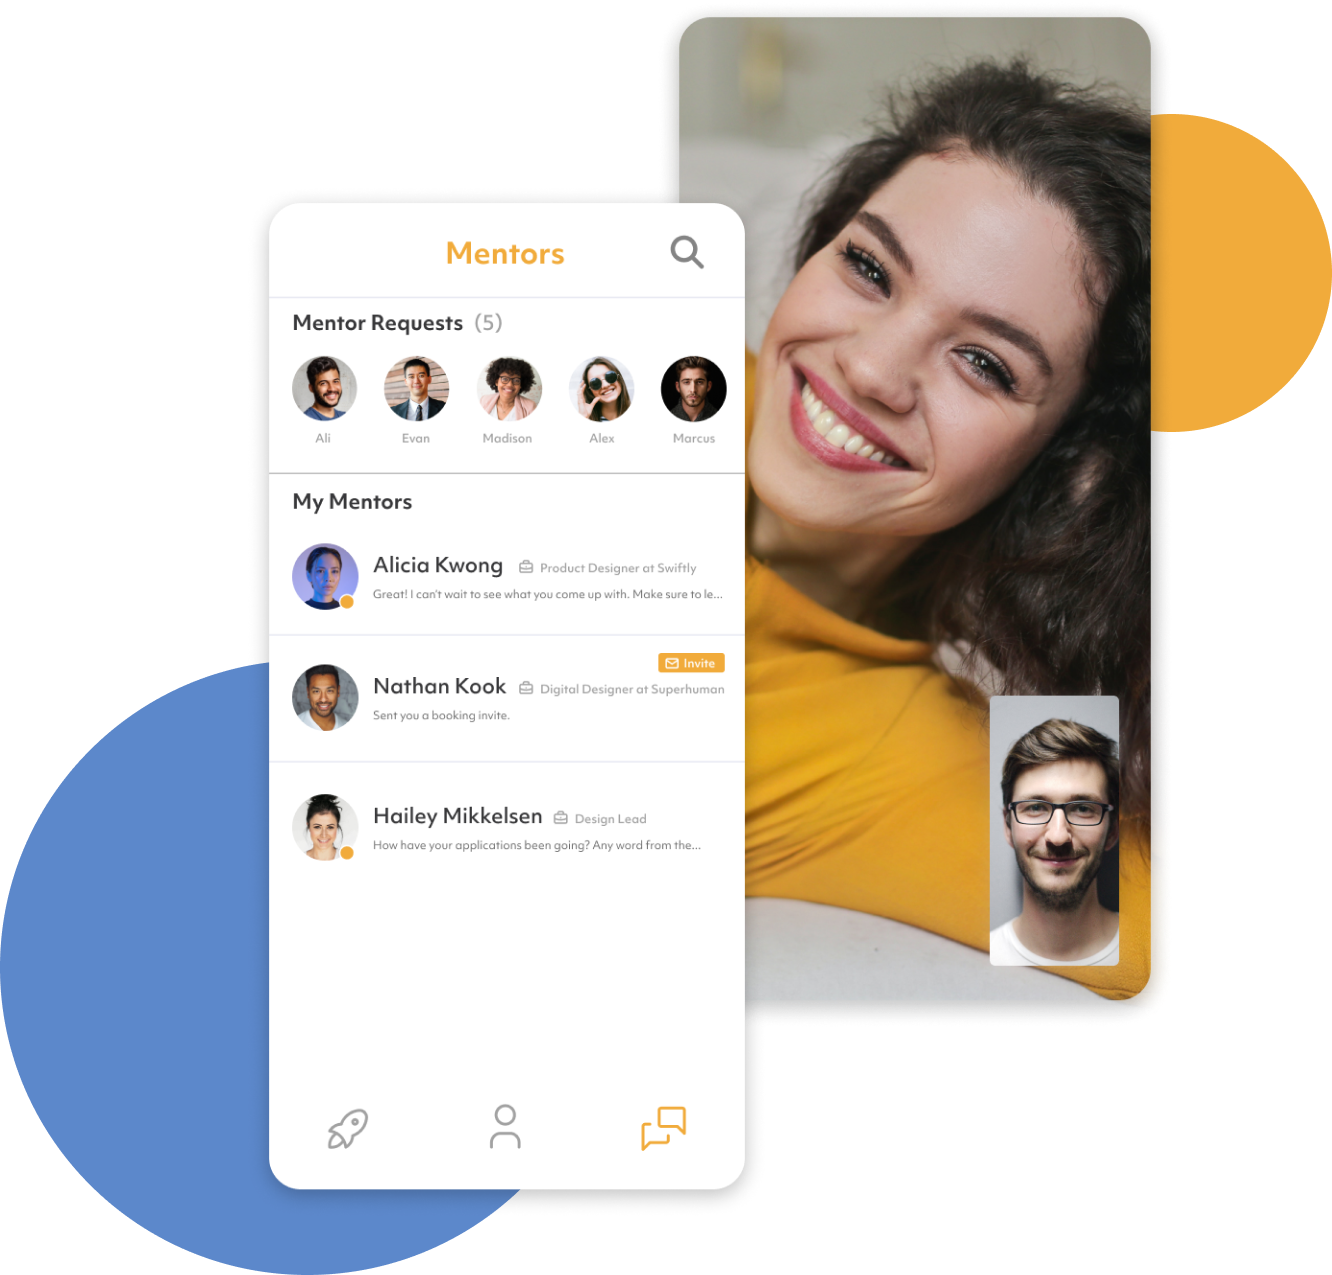 Mentors
Mentor Requests (5)
Ali
Evan
Madison
Alex
Marcus
My Mentors
Alicia Kwong Product Designer at Swiftly
Great! I can't wait to see what you come up with. Make sure to le...
Invite
Nathan Kook Digital Designer at Superhuman
Sent you a booking invite.
Hailey Mikkelsen Design Lead
How have your applications been going? Any word from the...